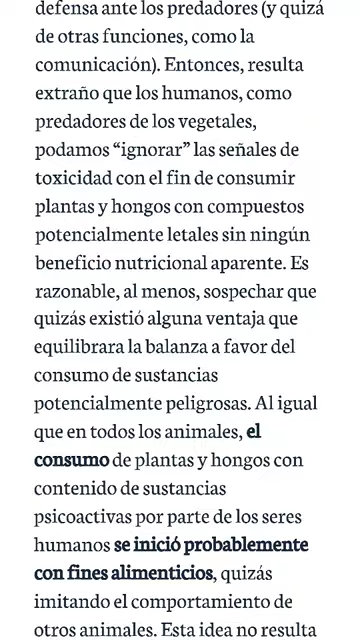 defensa ante los predadores (y quizá
de otras funciones, como la
comunicación). Entonces, resulta
extraño que los humanos, como
predadores de los vegetales,
podamos “ignorar” las señales de
toxicidad con el fin de consumir
plantas y hongos con compuestos
potencialmente letales sin ningún
beneficio nutricional aparente. Es
razonable, al menos, sospechar que
quizás existió alguna ventaja que
equilibrara la balanza a favor del
consumo de sustancias
potencialmente peligrosas. Al igual
que en todos los animales, el
consumo de plantas y hongos con
contenido de sustancias
psicoactivas por parte de los seres
humanos se inició probablemente
con fines alimenticios, quizás
imitando el comportamiento de
otros animales. Esta idea no resulta